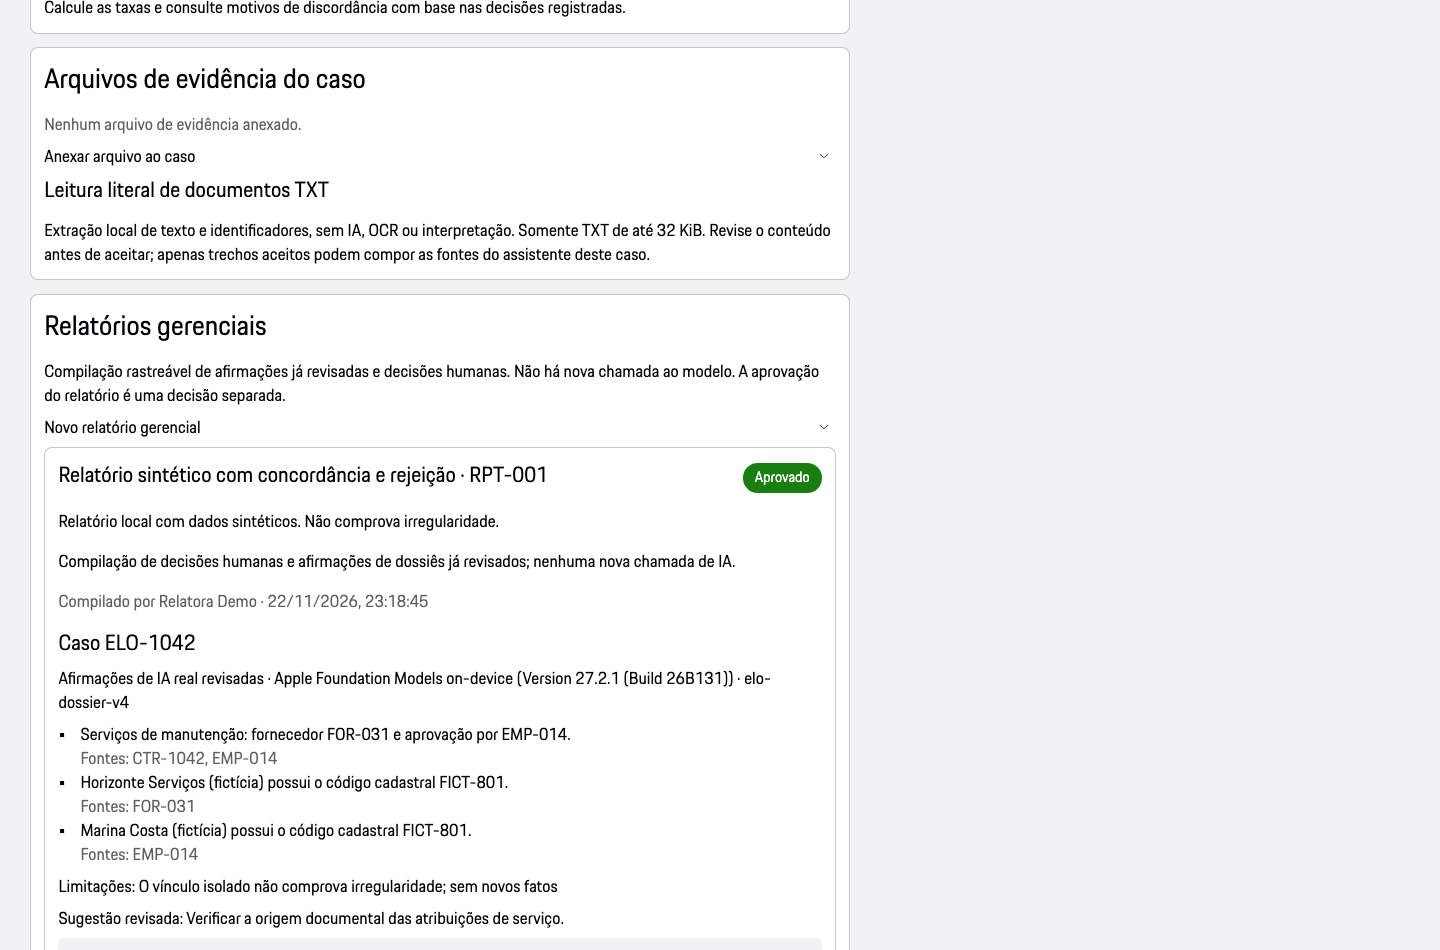 Calcule as taxas e consulte motivos de discordância com base nas decisões registradas.
Arquivos de evidência do caso
Nenhum arquivo de evidência anexado.
Anexar arquivo ao caso
Leitura literal de documentos TXT
Extração local de texto e identificadores, sem IA, OCR ou interpretação. Somente TXT de até 32 KiB. Revise o conteúdo
antes de aceitar; apenas trechos aceitos podem compor as fontes do assistente deste caso.
Relatórios gerenciais
Compilação rastreável de afirmações já revisadas e decisões humanas. Não há nova chamada ao modelo. A aprovação
do relatório é uma decisão separada.
Novo relatório gerencial
Relatório sintético com concordância e rejeição · RPT-001
Aprovado
Relatório local com dados sintéticos. Não comprova irregularidade.
Compilação de decisões humanas e afirmações de dossiês já revisados; nenhuma nova chamada de IA.
Compilado por Relatora Demo · 22/11/2026, 23:18:45
Caso ELO-1042
Afirmações de IA real revisadas · Apple Foundation Models on-device (Version 27.2.1 (Build 26B131)) · elo-
dossier-v4
▪ Serviços de manutenção: fornecedor FOR-031 e aprovação por EMP-014.
Fontes: CTR-1042, EMP-014
▪ Horizonte Serviços (fictícia) possui o código cadastral FICT-801.
Fontes: FOR-031
▪ Marina Costa (fictícia) possui o código cadastral FICT-801.
Fontes: EMP-014
Limitações: O vínculo isolado não comprova irregularidade; sem novos fatos
Sugestão revisada: Verificar a origem documental das atribuições de serviço.